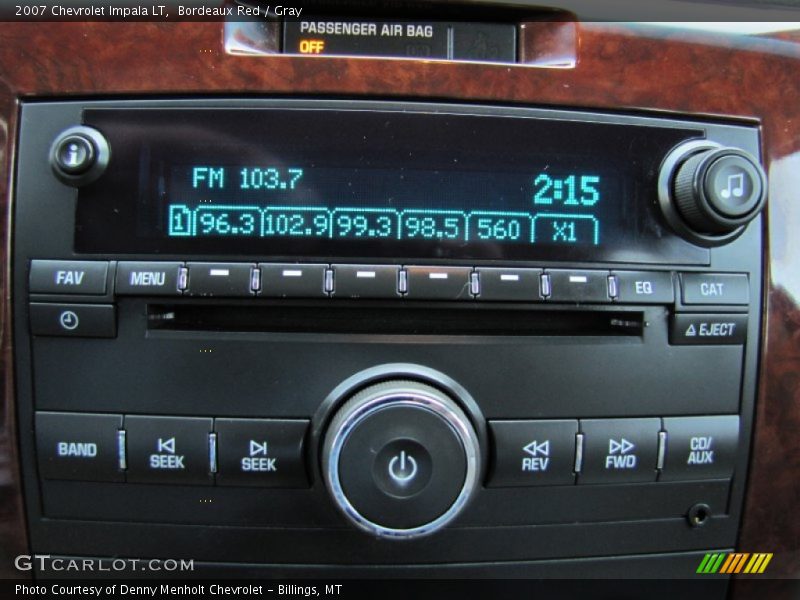 2007 Chevrolet Impala LT, Bordeaux Red / Gray
PASSENGER AIR BAG
OFF
i
FM 103.7
2:15
1 96.3 102.9 99.3 98.5 560 X1
FAV
MENU
EQ
CAT
EJECT
BAND
SEEK
SEEK
REV
FWD
CD/
AUX
GTCARLOT.COM
Photo Courtesy of Denny Menholt Chevrolet - Billings, MT